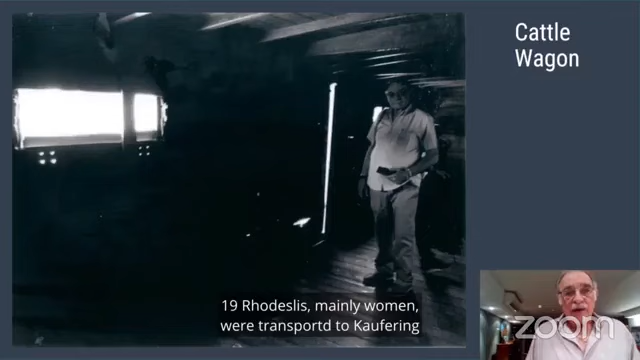 Cattle
Wagon
19 Rhodeslis, mainly women,
were transportd to Kaufering
zoom